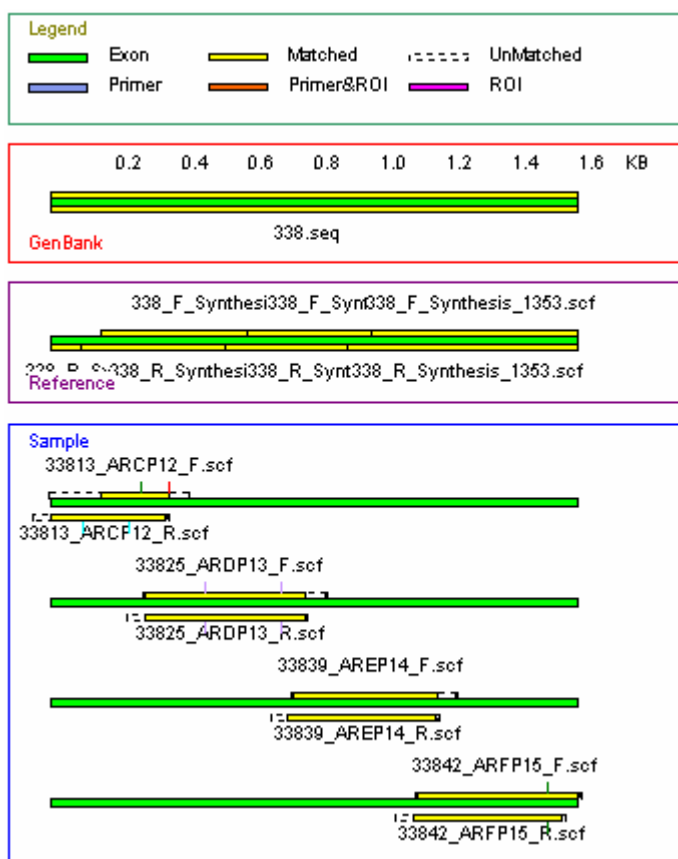 Legend
Exon Matched UnMatched
Primer Primer&ROI ROI
0.2 0.4 0.6 0.8 1.0 1.2 1.4 1.6 KB
338.seq
GenBank
338_F_Synthesi338_F_Synt338_F_Synthesis_1353.scf
338_R_Sy338_R_Synthesi338_R_Synt338_R_Synthesis_1353.scf
Reference
Sample
33813_ARCP12_F.scf
33813_ARCP12_R.scf
33825_ARDP13_F.scf
33825_ARDP13_R.scf
33839_AREP14_F.scf
33839_AREP14_R.scf
33842_ARFP15_F.scf
33842_ARFP15_R.scf